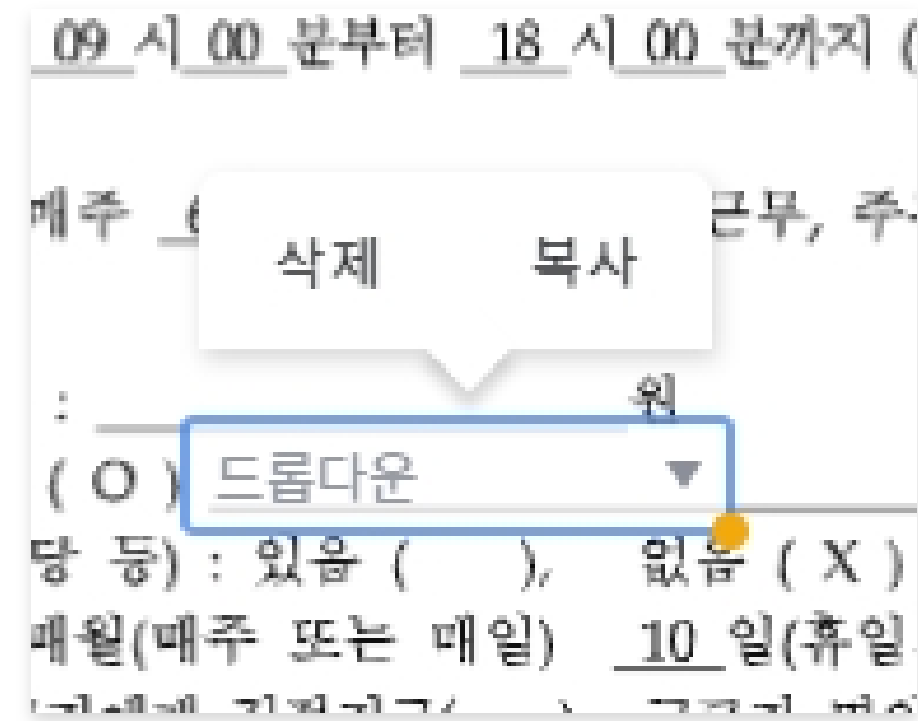 09 시 00 분부터 18 시 00 분까지 (
매주 6
근무, 주
삭제 복사
: 원
( O )
드롭다운 ▼
당 등) : 있음 ( ), 없음 ( X )
매월(매주 또는 매일) 10 일(휴일